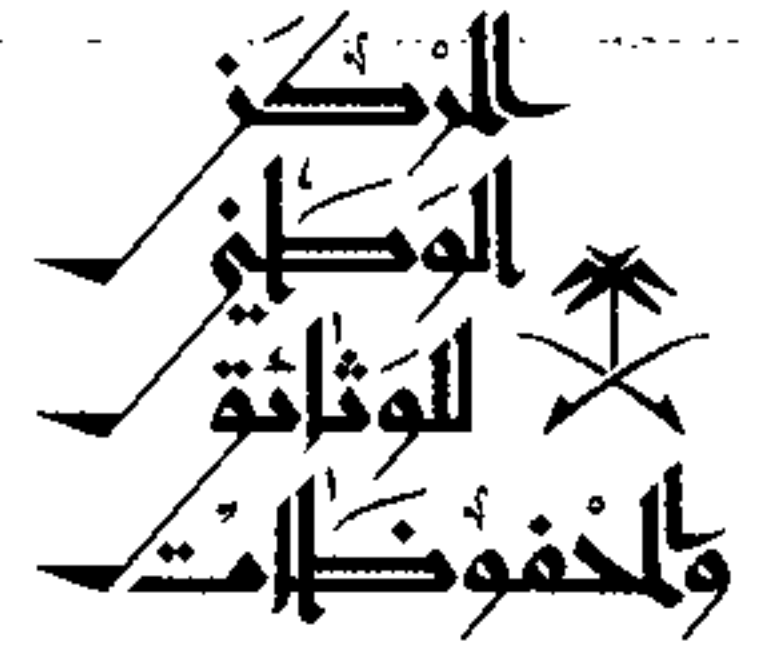 المركز
الوطني
للوثائق
والمحفوظات